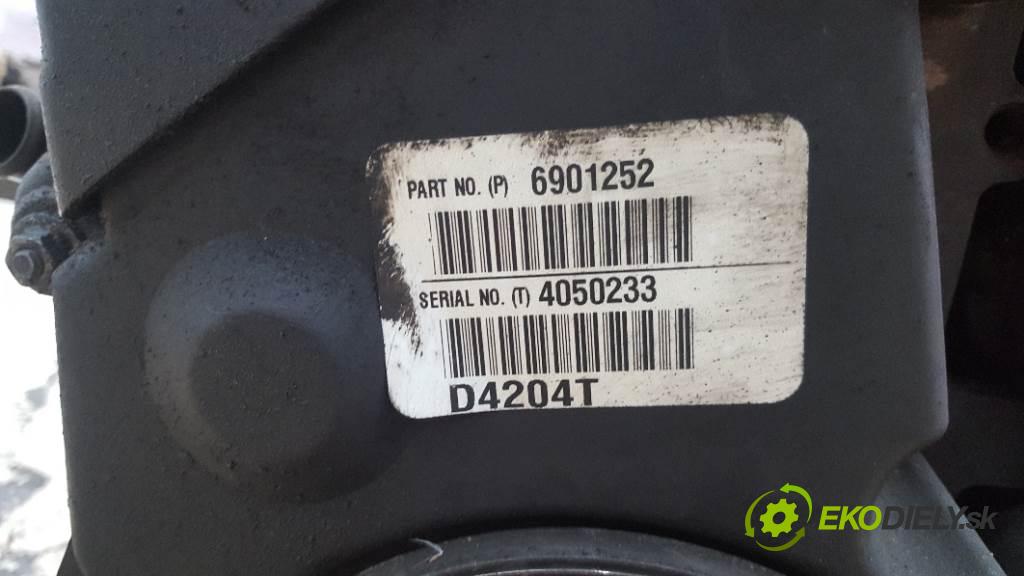 PART NO. (P) 6901252
SERIAL NO. (T) 4050233
D4204T
EKODIELY.sk